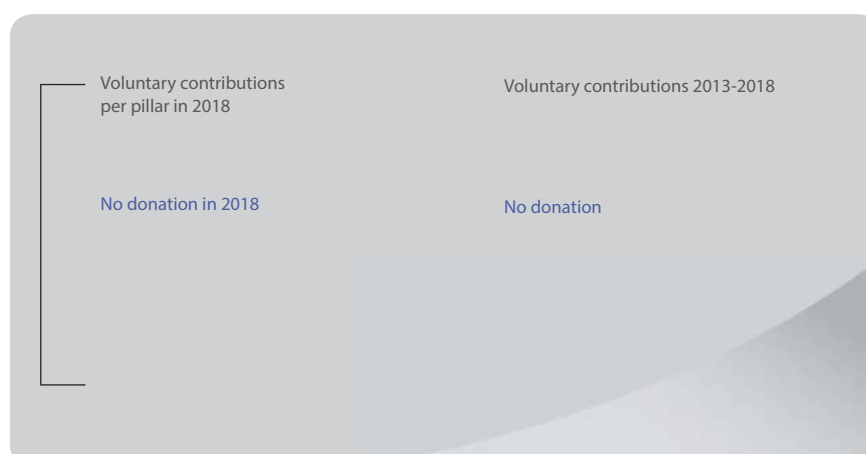 Voluntary contributions
per pillar in 2018
No donation in 2018
Voluntary contributions 2013-2018
No donation